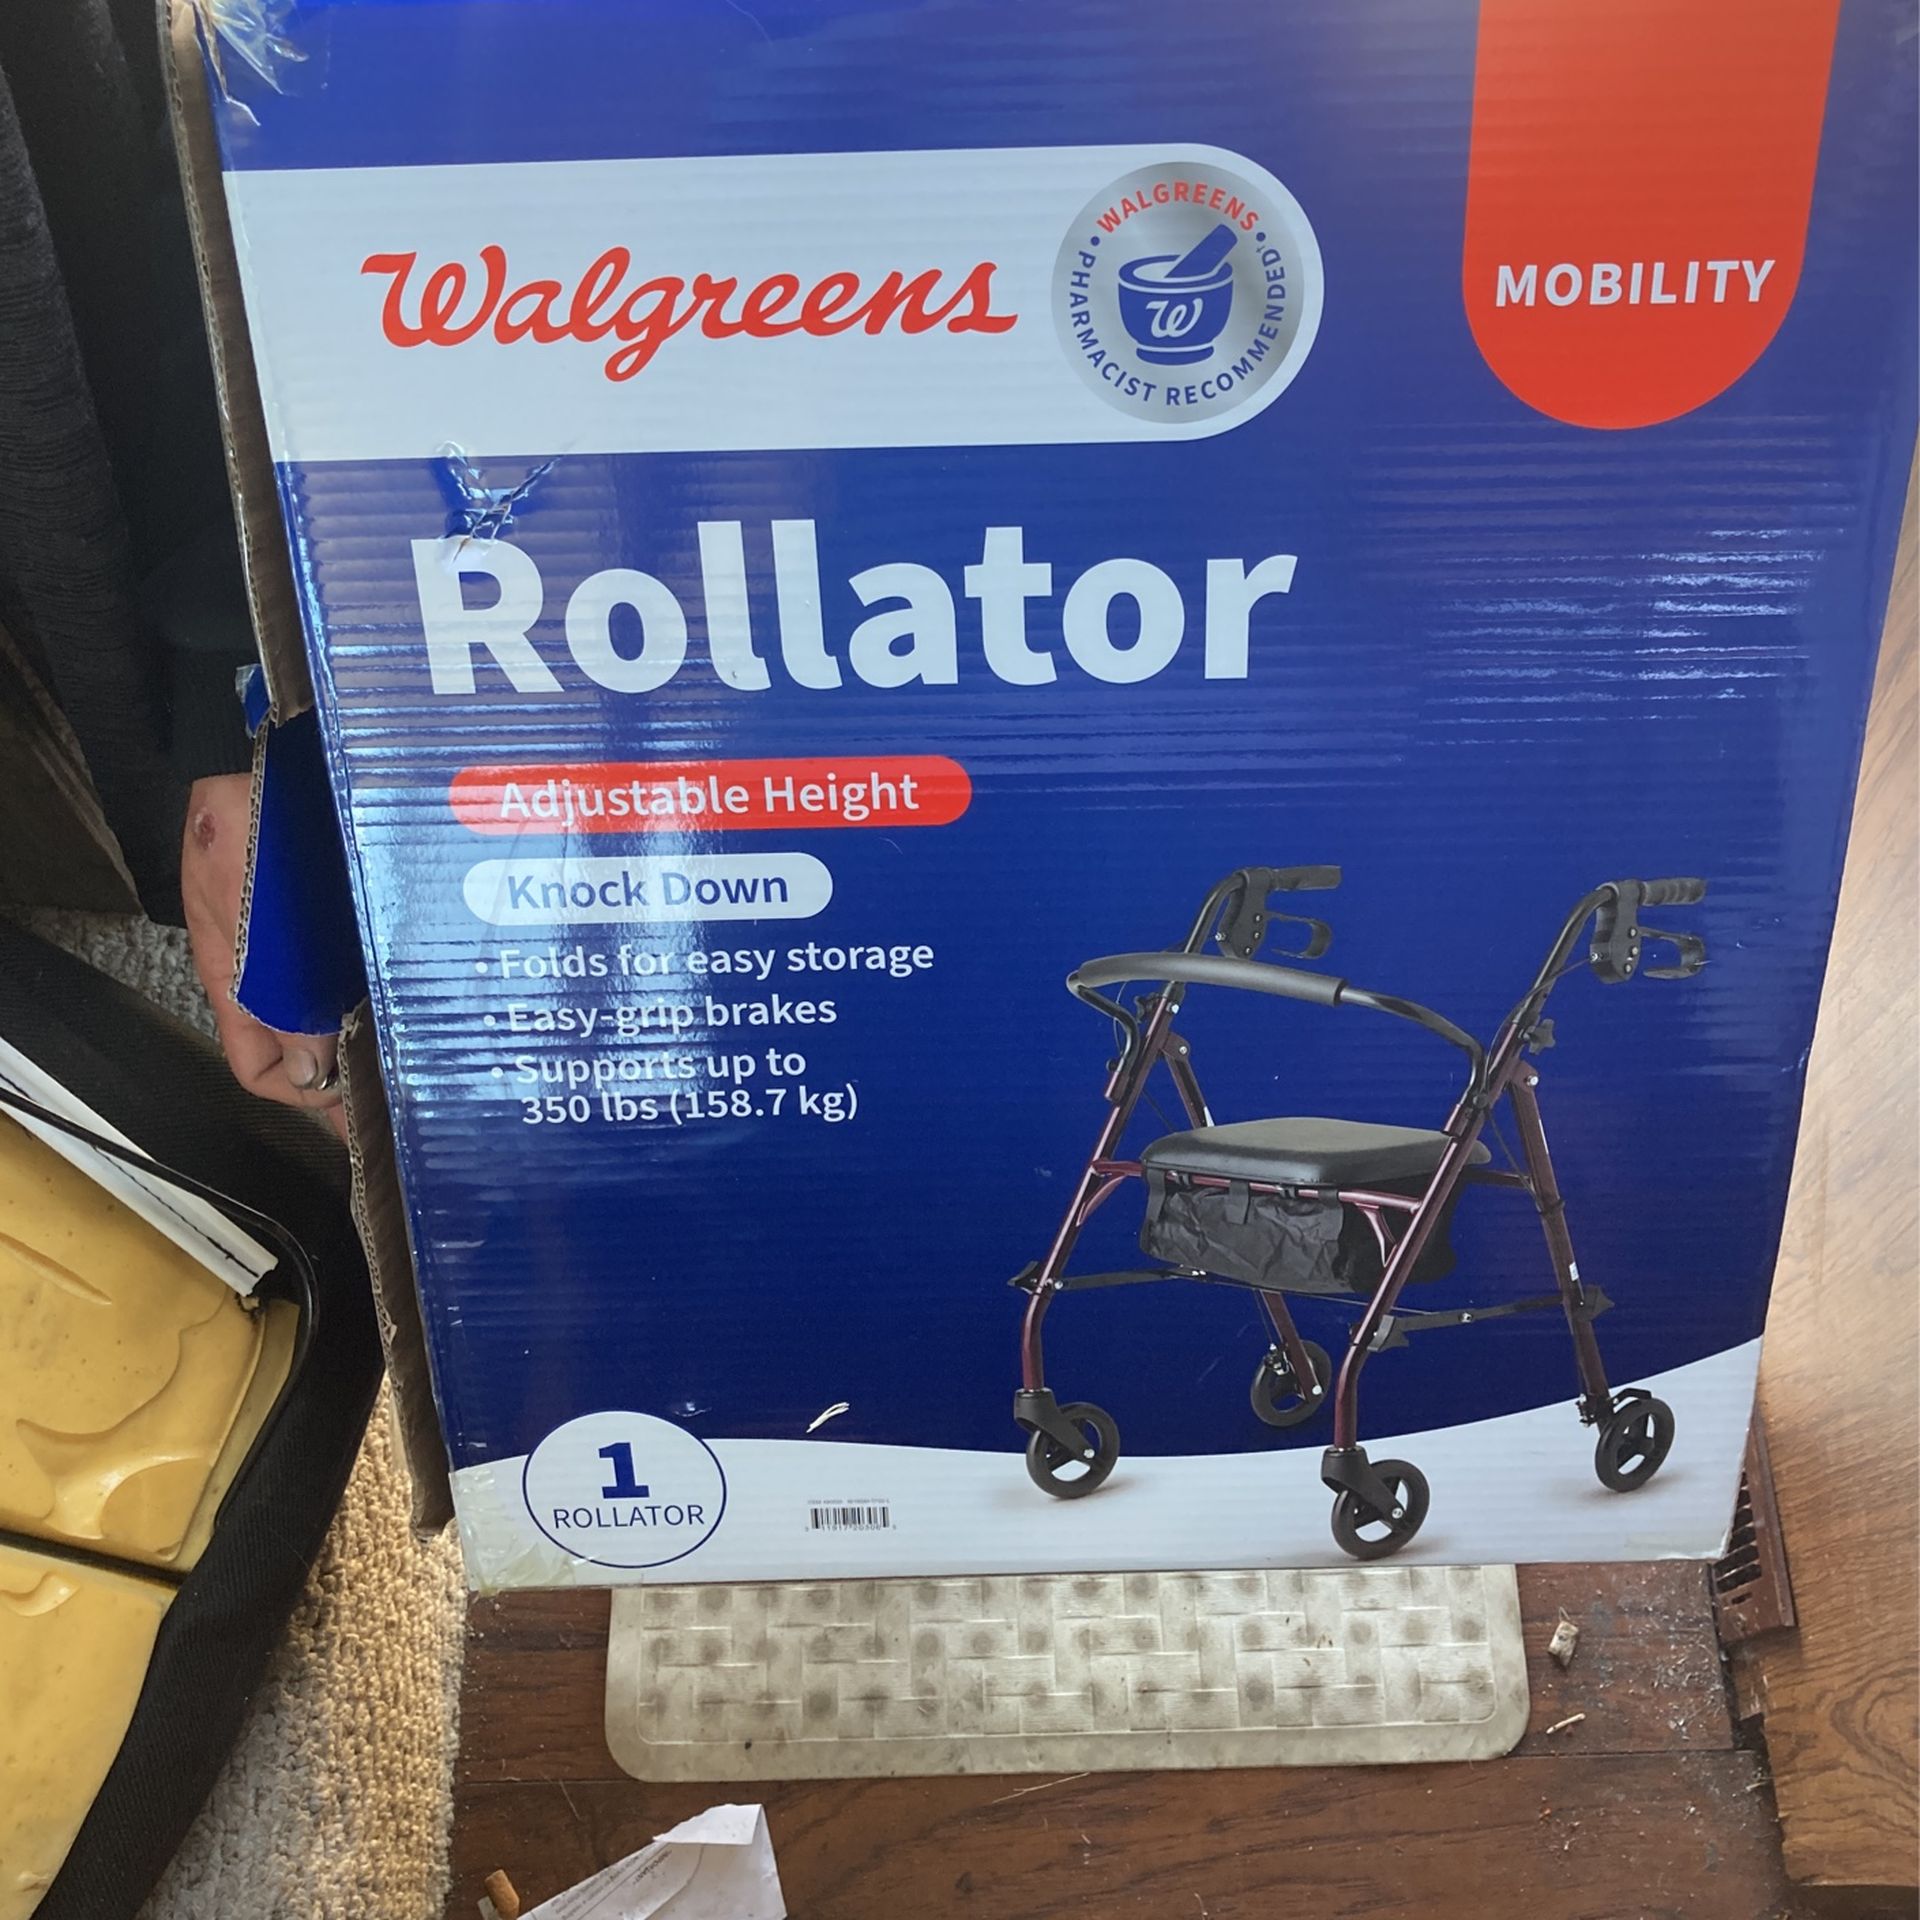 WALGREENS
PHARMACIST RECOMMENDED†
Walgreens
W
MOBILITY
Rollator
Adjustable Height
Knock Down
• Folds for easy storage
• Easy-grip brakes
• Supports up to
350 lbs (158.7 kg)
1
ROLLATOR